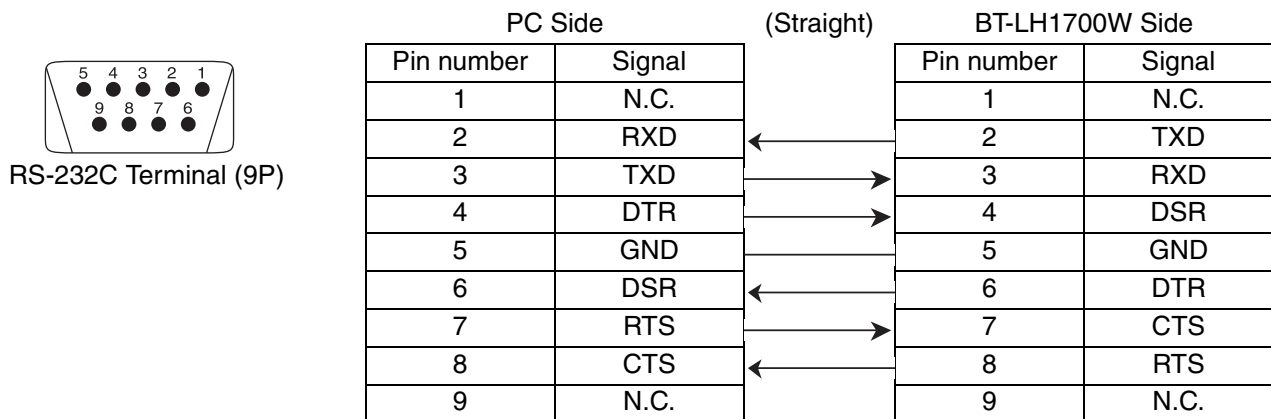 PC Side (Straight) BT-LH1700W Side
Pin number Signal Pin number Signal
5 4 3 2 1
9 8 7 6
RS-232C Terminal (9P)
1 N.C. 1 N.C.
2 RXD 2 TXD
3 TXD 3 RXD
4 DTR 4 DSR
5 GND 5 GND
6 DSR 6 DTR
7 RTS 7 CTS
8 CTS 8 RTS
9 N.C. 9 N.C.